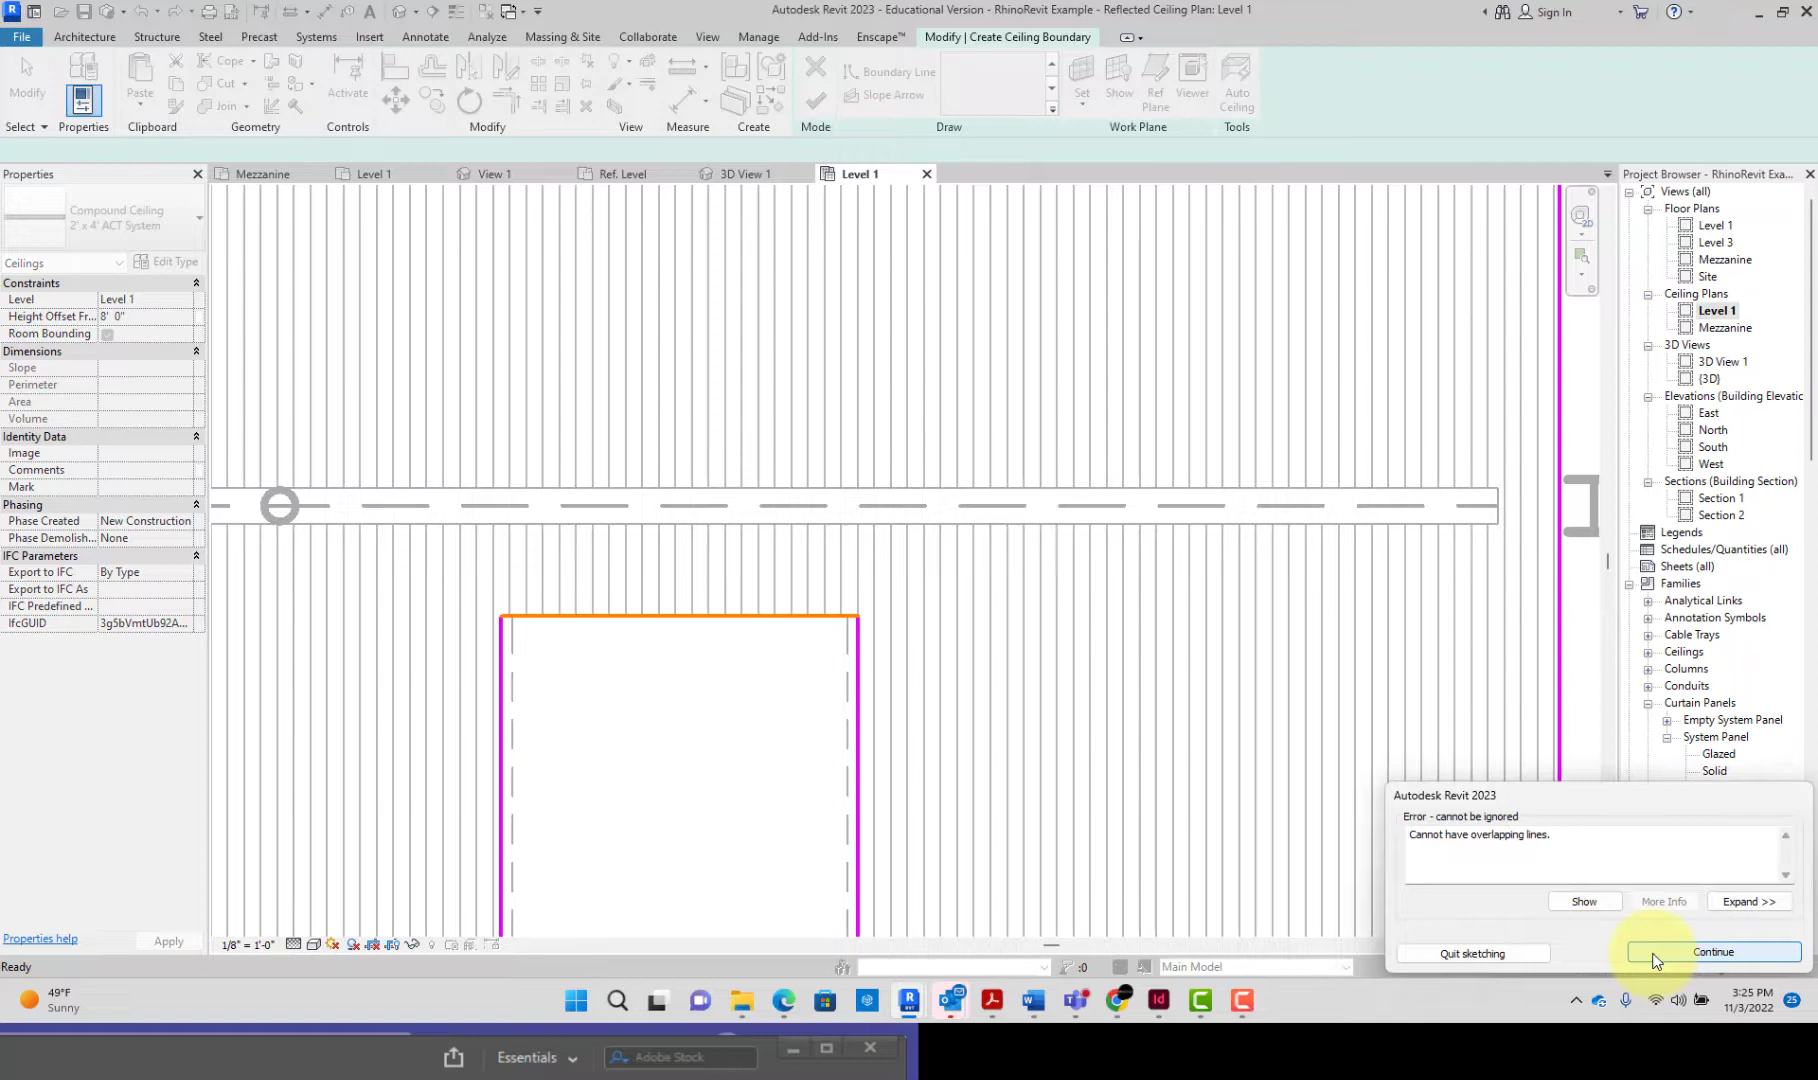 Autodesk Revit 2023 - Educational Version - RhinoRevit Example - Reflected Ceiling Plan: Level 1
Sign In
File Architecture Structure Steel Precast Systems Insert Annotate Analyze Massing & Site Collaborate View Manage Add-Ins Enscape™ Modify | Create Ceiling Boundary
Modify
Paste
Cope
Cut
Join
Activate
Boundary Line
Slope Arrow
Set Show Ref Plane Viewer Auto Ceiling
Select Properties Clipboard Geometry Controls Modify View Measure Create Mode Draw Work Plane Tools
Properties
Mezzanine Level 1 View 1 Ref. Level 3D View 1 Level 1
Project Browser - RhinoRevit Exa...
Compound Ceiling
2' x 4' ACT System
Ceilings Edit Type
Constraints
Level Level 1
Height Offset Fr... 8' 0"
Room Bounding
Dimensions
Slope
Perimeter
Area
Volume
Identity Data
Image
Comments
Mark
Phasing
Phase Created New Construction
Phase Demolish... None
IFC Parameters
Export to IFC By Type
Export to IFC As
IFC Predefined ...
IfcGUID 3g5bVmtUb92A...
Properties help Apply
2D
Views (all)
Floor Plans
Level 1
Level 3
Mezzanine
Site
Ceiling Plans
Level 1
Mezzanine
3D Views
3D View 1
{3D}
Elevations (Building Elevatic
East
North
South
West
Sections (Building Section)
Section 1
Section 2
Legends
Schedules/Quantities (all)
Sheets (all)
Families
Analytical Links
Annotation Symbols
Cable Trays
Ceilings
Columns
Conduits
Curtain Panels
Empty System Panel
System Panel
Glazed
Solid
Autodesk Revit 2023
Error - cannot be ignored
Cannot have overlapping lines.
Show More Info Expand >>
Quit sketching Continue
1/8" = 1'-0"
Ready
:0
Main Model
49°F
Sunny
3:25 PM
11/3/2022
25
Essentials
Adobe Stock